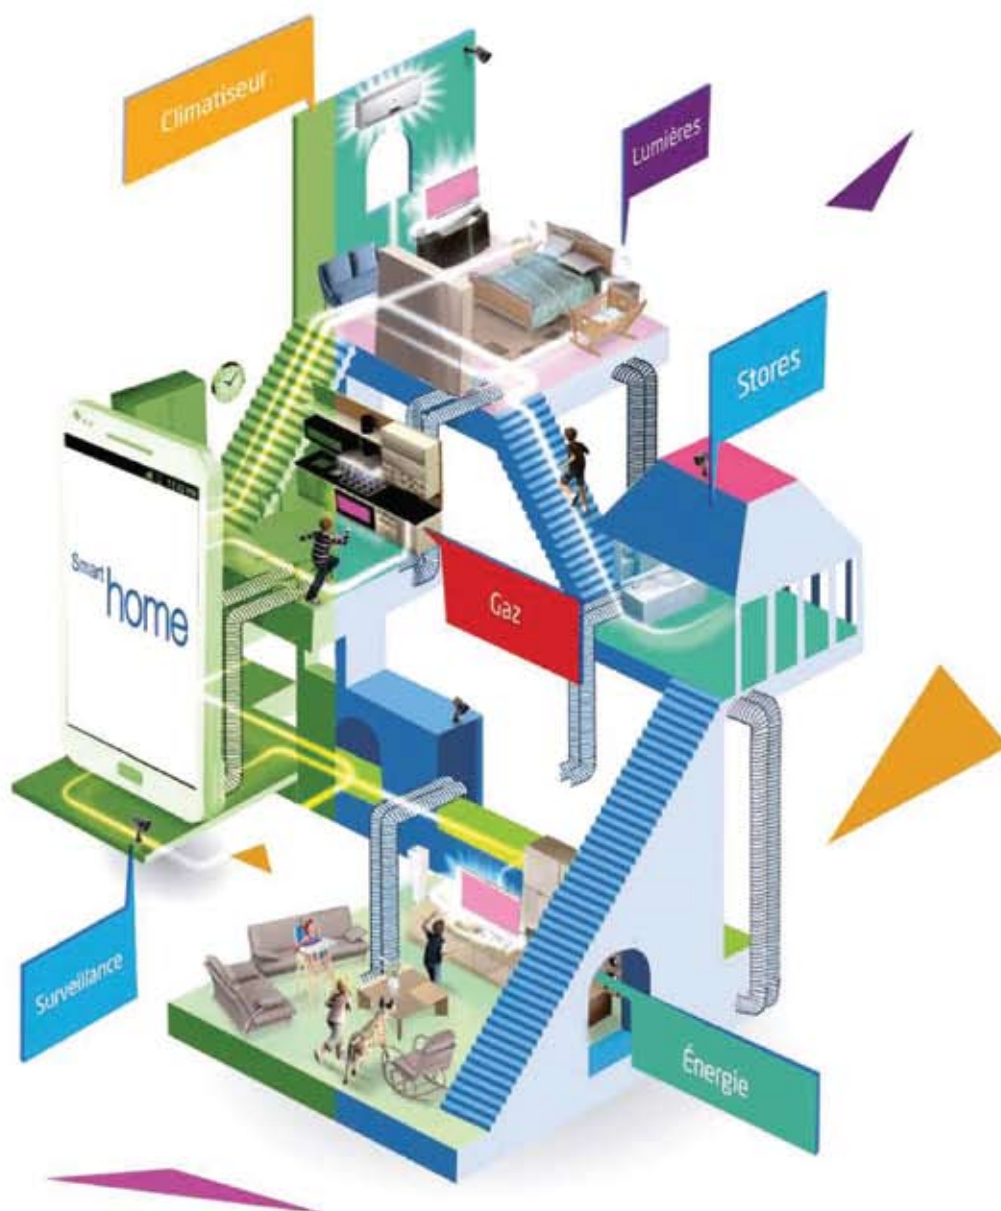 Climatiseur
Lumières
Stores
Smart
home
Gaz
Surveillance
Énergie